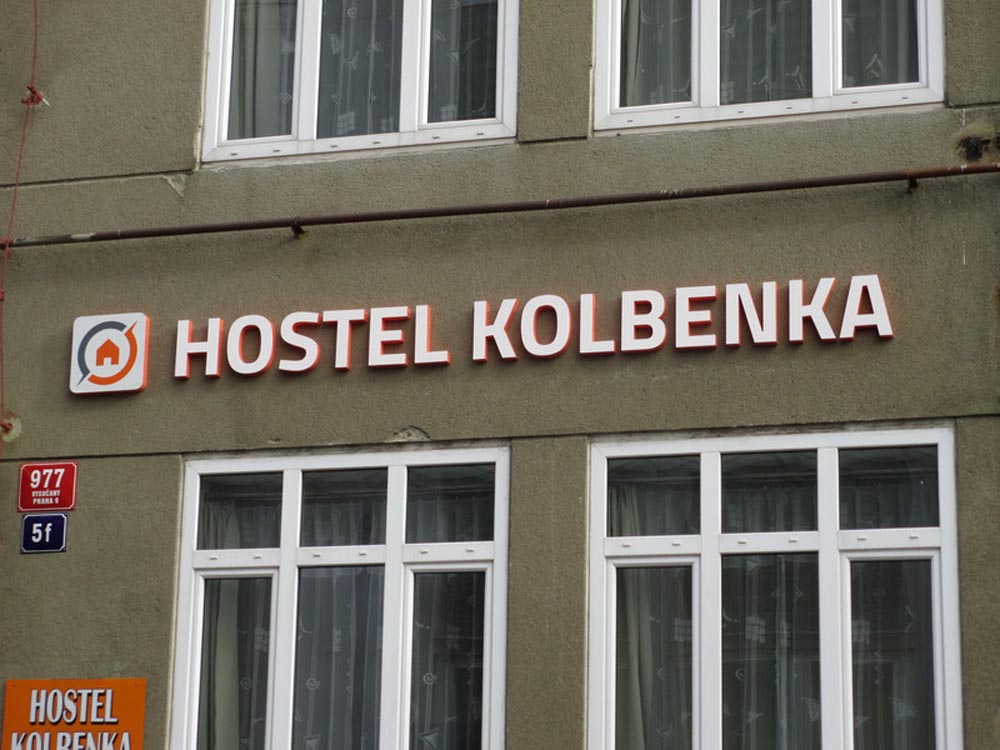 HOSTEL KOLBENKA
977
VYSOČANY
PRAHA 9
5f
HOSTEL
KOLBENKA